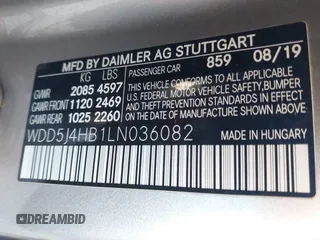 MFD BY DAIMLER AG STUTTGART
KG LBS PASSENGER CAR 859 08/19
GVWR 2085 4597 THIS VEHICLE CONFORMS TO ALL APPLICABLE
GAWR FRONT 1120 2469 U.S. FEDERAL MOTOR VEHICLE SAFETY, BUMPER
GAWR REAR 1025 2260 AND THEFT PREVENTION STANDARDS IN EFFECT
ON THE DATE OF MANUFACTURE SHOWN ABOVE.
WDD5J4HB1LN036082 MADE IN HUNGARY
DREAMBID